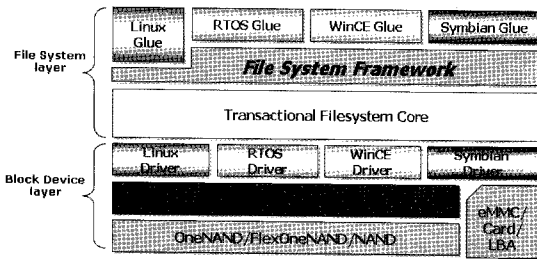 Linux
Glue
RTOS Glue
WinCE Glue
Symbian Glue
File System
layer
File System Framework
Transactional Filesystem Core
Linux
Driver
RTOS
Driver
WinCE
Driver
Symbian
Driver
Block Device
layer
eMMC/
Card/
LBA
OneNAND/FlexOneNAND/NAND